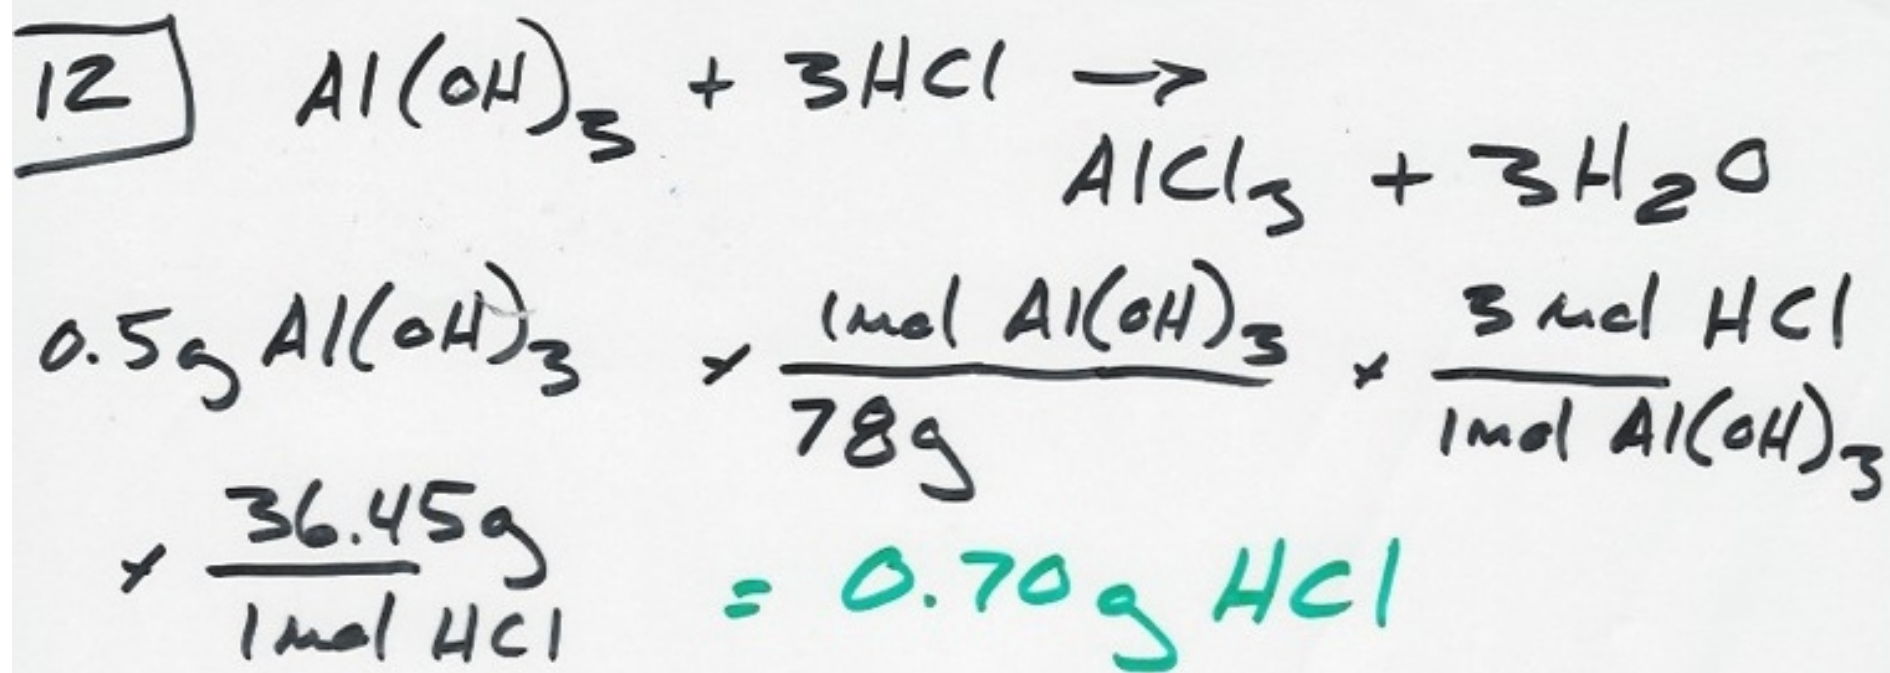 12 Al(OH)₃ + 3HCl →
AlCl₃ + 3H₂O
0.5g Al(OH)₃ × 1mol Al(OH)₃ / 78g × 3 mol HCl / 1mol Al(OH)₃
× 36.45g / 1mol HCl = 0.70g HCl